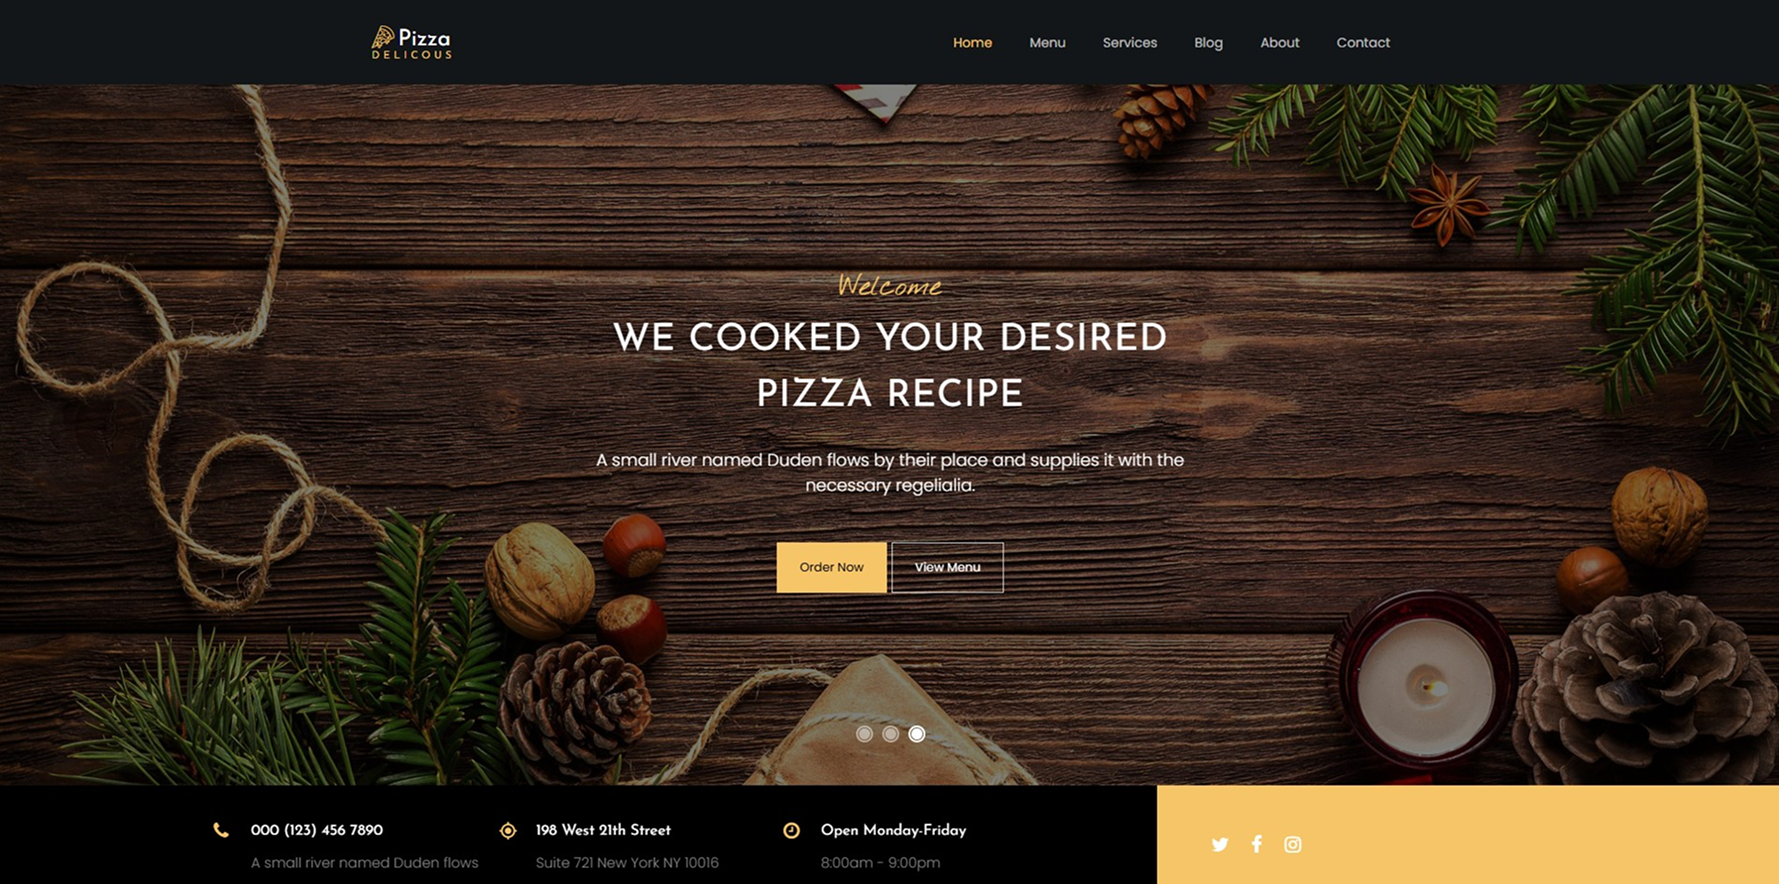 Pizza
DELICOUS
Home Menu Services Blog About Contact
Welcome
WE COOKED YOUR DESIRED
PIZZA RECIPE
A small river named Duden flows by their place and supplies it with the
necessary regelialia.
Order Now View Menu
000 (123) 456 7890
A small river named Duden flows
198 West 21th Street
Suite 721 New York NY 10016
Open Monday-Friday
8:00am - 9:00pm